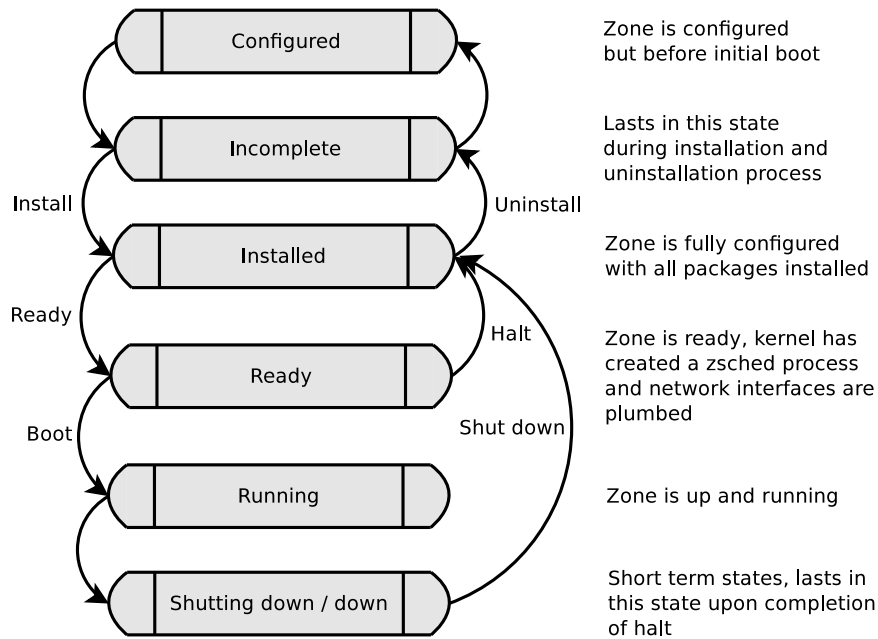 Configured
Zone is configured
but before initial boot
Incomplete
Lasts in this state
during installation and
uninstallation process
Install
Uninstall
Installed
Zone is fully configured
with all packages installed
Ready
Halt
Ready
Zone is ready, kernel has
created a zsched process
and network interfaces are
plumbed
Boot
Shut down
Running
Zone is up and running
Shutting down / down
Short term states, lasts in
this state upon completion
of halt